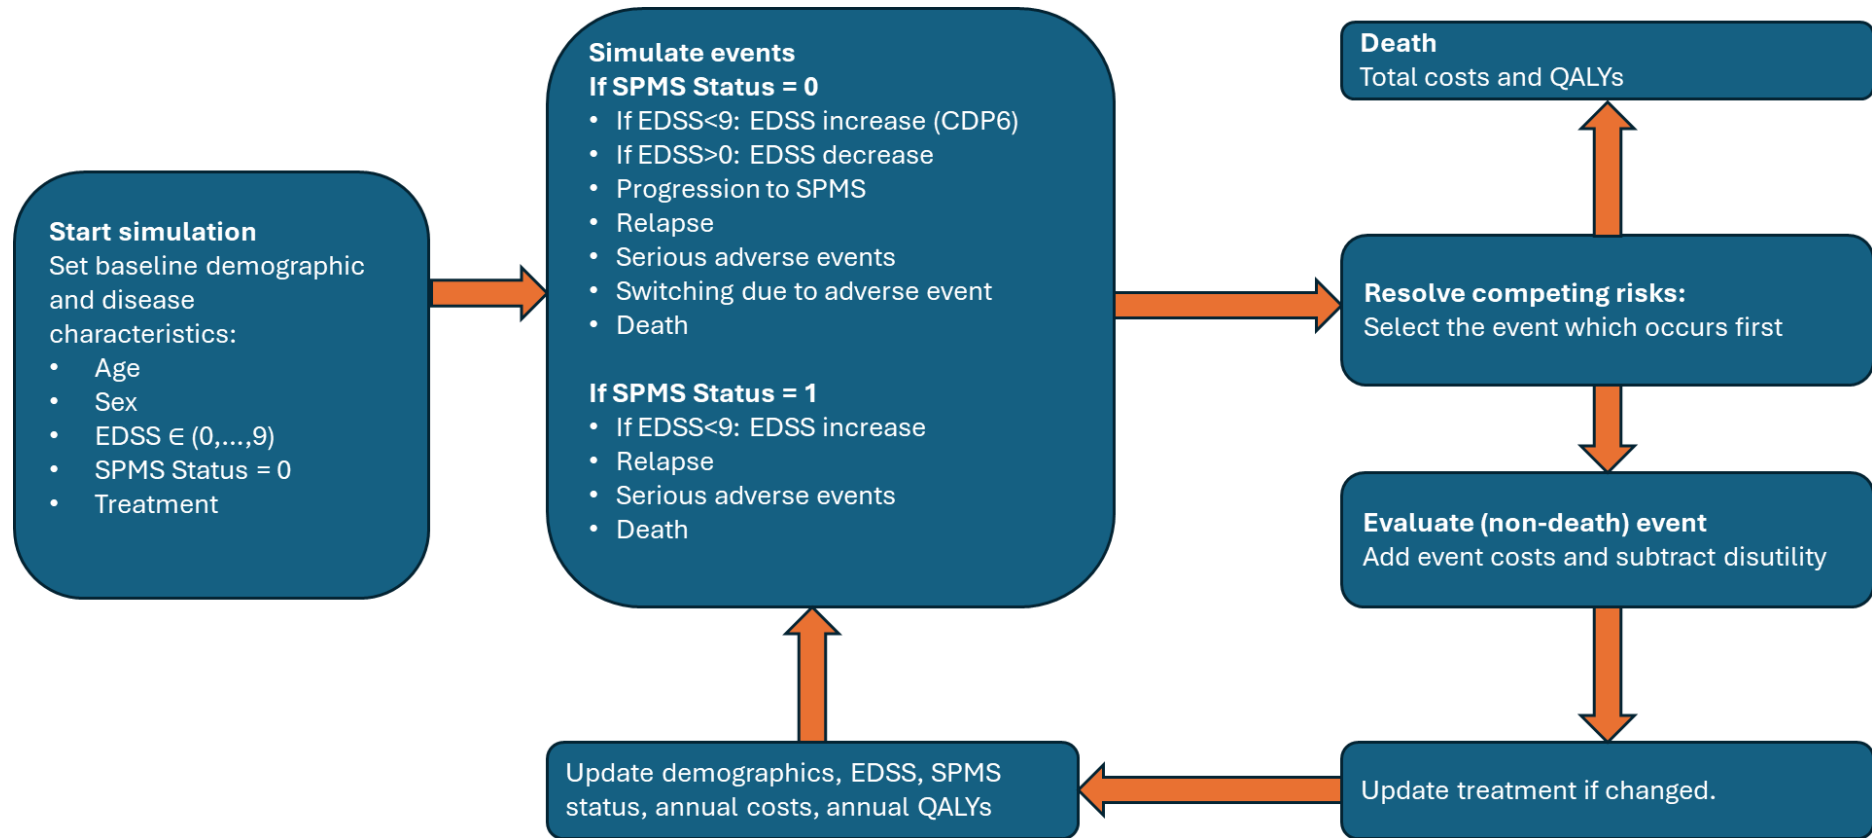 Start simulation
Set baseline demographic
and disease
characteristics:
• Age
• Sex
• EDSS ∈ (0,...,9)
• SPMS Status = 0
• Treatment
Simulate events
If SPMS Status = 0
• If EDSS<9: EDSS increase (CDP6)
• If EDSS>0: EDSS decrease
• Progression to SPMS
• Relapse
• Serious adverse events
• Switching due to adverse event
• Death
If SPMS Status = 1
• If EDSS<9: EDSS increase
• Relapse
• Serious adverse events
• Death
Death
Total costs and QALYs
Resolve competing risks:
Select the event which occurs first
Evaluate (non-death) event
Add event costs and subtract disutility
Update treatment if changed.
Update demographics, EDSS, SPMS
status, annual costs, annual QALYs